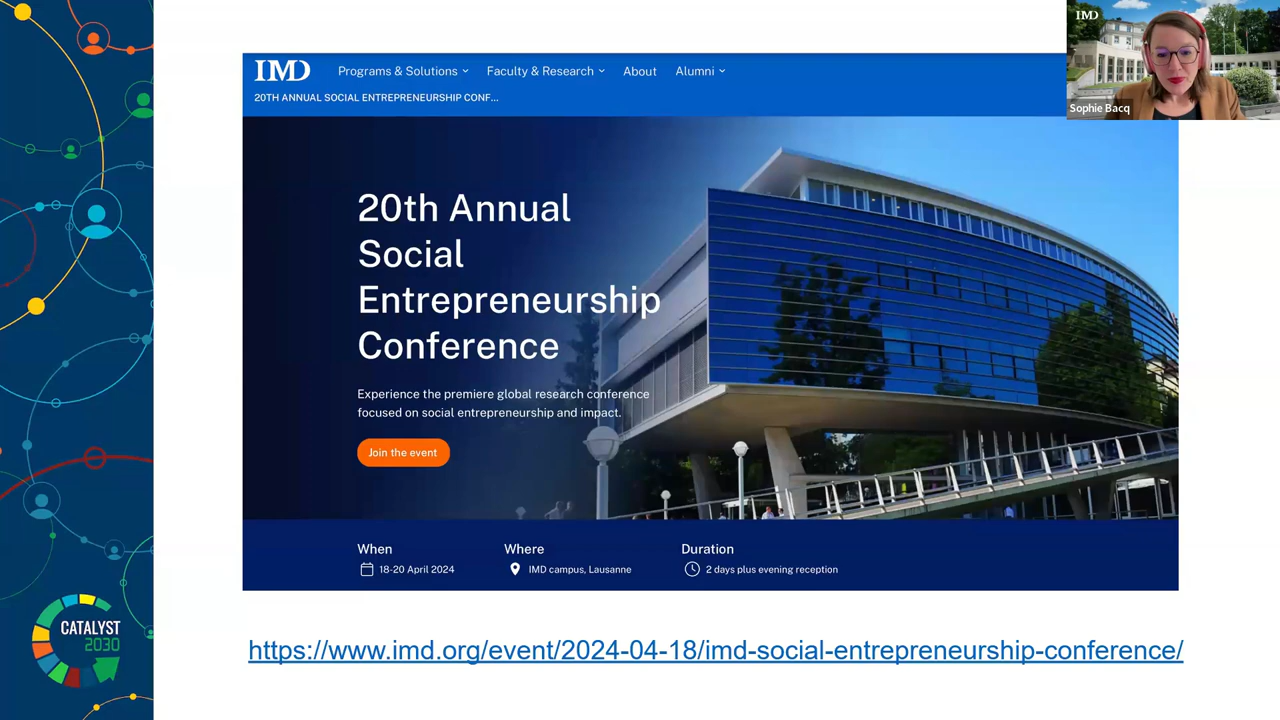 IMD
Programs & Solutions
Faculty & Research
About
Alumni
20TH ANNUAL SOCIAL ENTREPRENEURSHIP CONF...
IMD
Sophie Bacq
20th Annual
Social
Entrepreneurship
Conference
Experience the premiere global research conference
focused on social entrepreneurship and impact.
Join the event
When
18-20 April 2024
Where
IMD campus, Lausanne
Duration
2 days plus evening reception
CATALYST
2030
https://www.imd.org/event/2024-04-18/imd-social-entrepreneurship-conference/